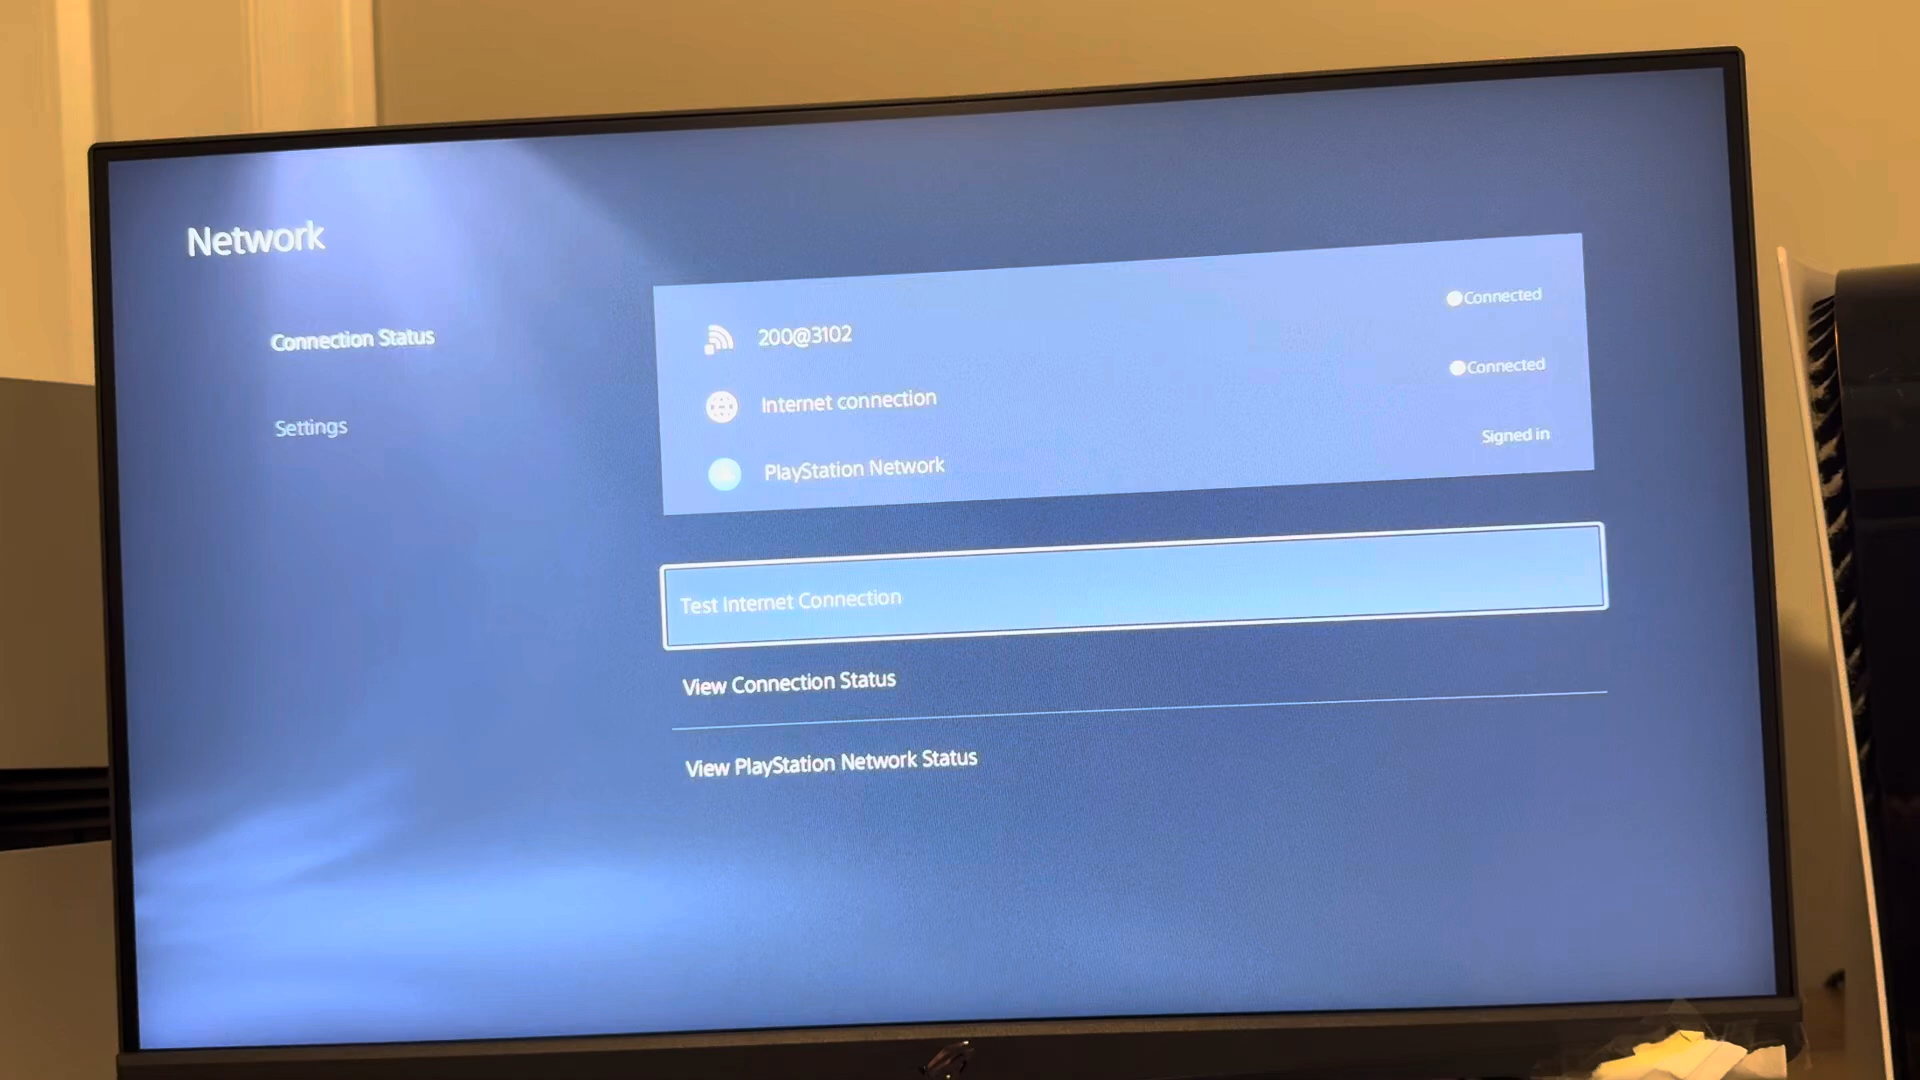 Network
Connection Status
Settings
200@3102
Connected
Internet connection
Connected
PlayStation Network
Signed in
Test Internet Connection
View Connection Status
View PlayStation Network Status